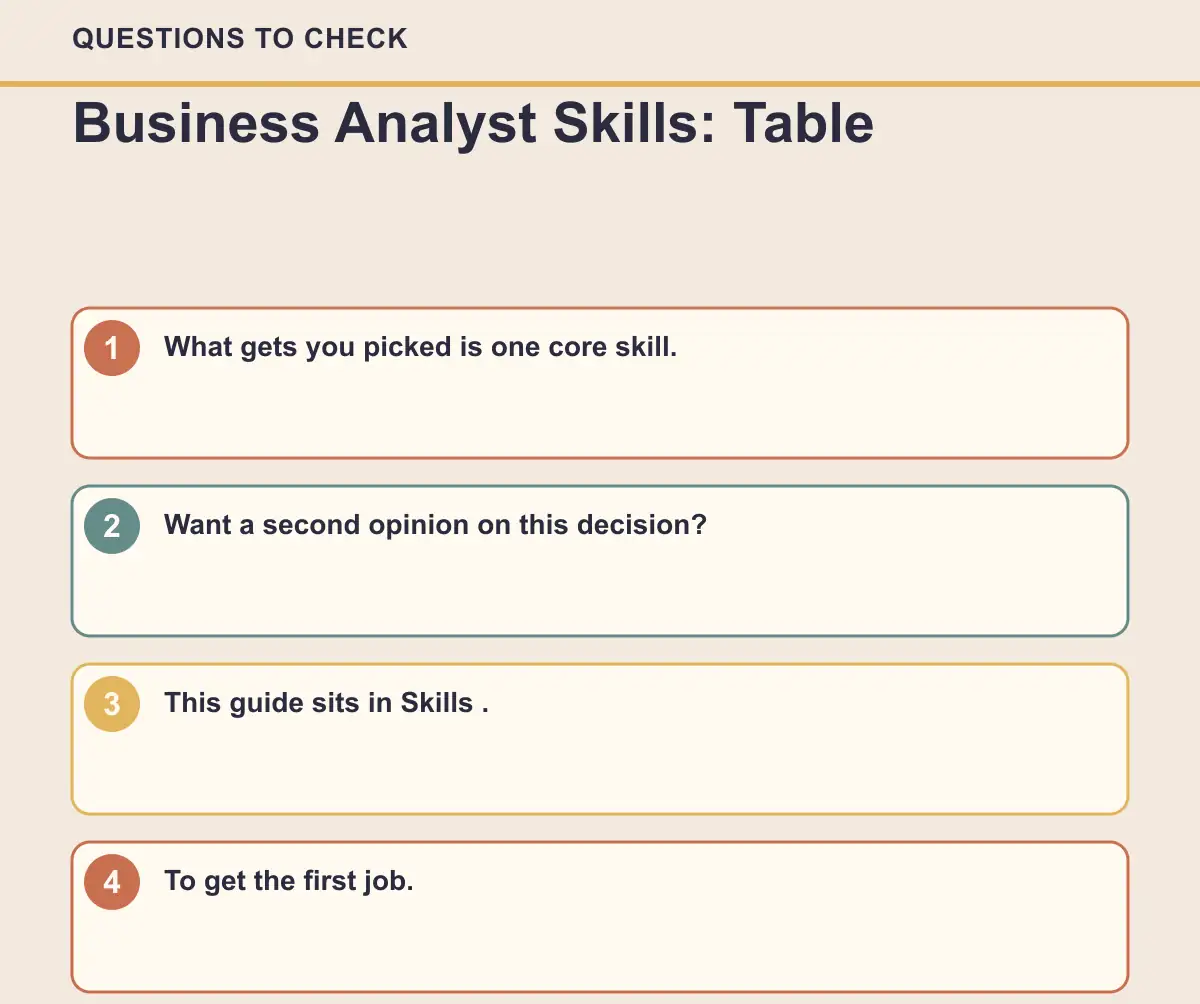 QUESTIONS TO CHECK
Business Analyst Skills: Table
1 What gets you picked is one core skill.
2 Want a second opinion on this decision?
3 This guide sits in Skills .
4 To get the first job.